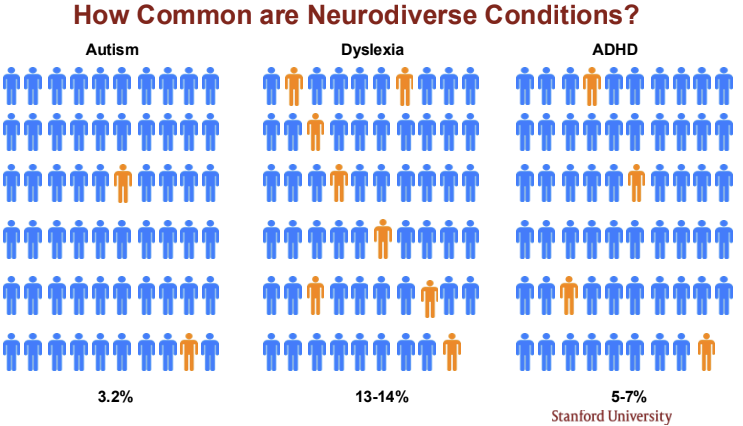 How Common are Neurodiverse Conditions?
Autism
Dyslexia
ADHD
3.2%
13-14%
5-7%
Stanford University